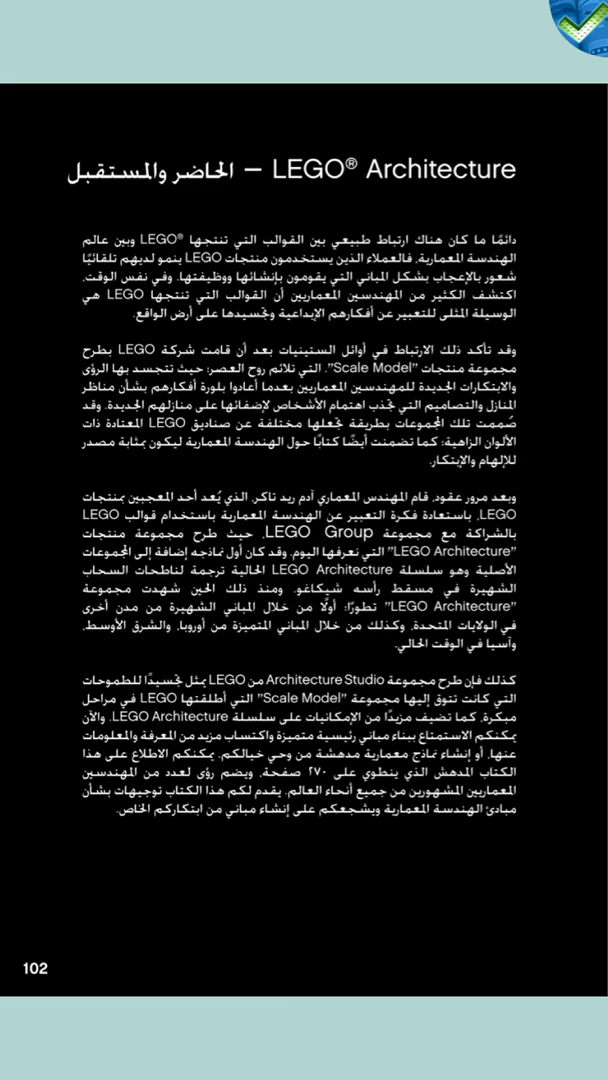 LEGO® Architecture – الحاضر والمستقبل
دائمًا ما كان هناك ارتباط طبيعي بين القوالب التي تنتجها LEGO® وبين عالم
الهندسة المعمارية، فالعملاء الذين يستخدمون منتجات LEGO ينمو لديهم تلقائيًا
شعور بالإعجاب بشكل المباني التي يقومون بإنشائها ووظيفتها. وفي نفس الوقت،
اكتشف الكثير من المهندسين المعماريين أن القوالب التي تنتجها LEGO هي
الوسيلة المثلى للتعبير عن أفكارهم الإبداعية وتجسيدها على أرض الواقع.
وقد تأكد ذلك الارتباط في أوائل الستينيات بعد أن قامت شركة LEGO بطرح
مجموعة منتجات "Scale Model"، التي تلائم روح العصر؛ حيث تتجسد بها الرؤى
والابتكارات الجديدة للمهندسين المعماريين بعدما أعادوا بلورة أفكارهم بشأن مناظر
المنازل والتصاميم التي تجذب اهتمام الأشخاص لإضفائها على منازلهم الجديدة. وقد
صُممت تلك المجموعات بطريقة تجعلها مختلفة عن صناديق LEGO المعتادة ذات
الألوان الزاهية؛ كما تضمنت أيضًا كتابًا حول الهندسة المعمارية ليكون بمثابة مصدر
للإلهام والإبتكار.
وبعد مرور عقود، قام المهندس المعماري آدم ريد تاكر، الذي يُعد أحد المعجبين بمنتجات
LEGO، باستعادة فكرة التعبير عن الهندسة المعمارية باستخدام قوالب LEGO
بالشراكة مع مجموعة LEGO Group، حيث طرح مجموعة منتجات
"LEGO Architecture" التي نعرفها اليوم. وقد كان أول نماذجه إضافة إلى المجموعات
الأصلية وهو سلسلة LEGO Architecture الحالية ترجمة لناطحات السحاب
الشهيرة في مسقط رأسه شيكاغو. ومنذ ذلك الحين شهدت مجموعة
"LEGO Architecture" تطورًا؛ أولًا من خلال المباني الشهيرة من مدن أخرى
في الولايات المتحدة، وكذلك من خلال المباني المتميزة من أوروبا، والشرق الأوسط،
وآسيا في الوقت الحالي.
كذلك فإن طرح مجموعة Architecture Studio من LEGO يمثل تجسيدًا للطموحات
التي كانت تتوق إليها مجموعة "Scale Model" التي أطلقتها LEGO في مراحل
مبكرة، كما تضيف مزيدًا من الإمكانيات على سلسلة LEGO Architecture. والآن
يمكنكم الاستمتاع ببناء مباني رئيسية متميزة واكتساب مزيد من المعرفة والمعلومات
عنها، أو إنشاء نماذج معمارية مدهشة من وحي خيالكم. يمكنكم الاطلاع على هذا
الكتاب المدهش الذي ينطوي على ٢٧٠ صفحة، ويضم رؤى لعدد من المهندسين
المعماريين المشهورين من جميع أنحاء العالم. يقدم لكم هذا الكتاب توجيهات بشأن
مبادئ الهندسة المعمارية ويشجعكم على إنشاء مباني من ابتكاركم الخاص.
102